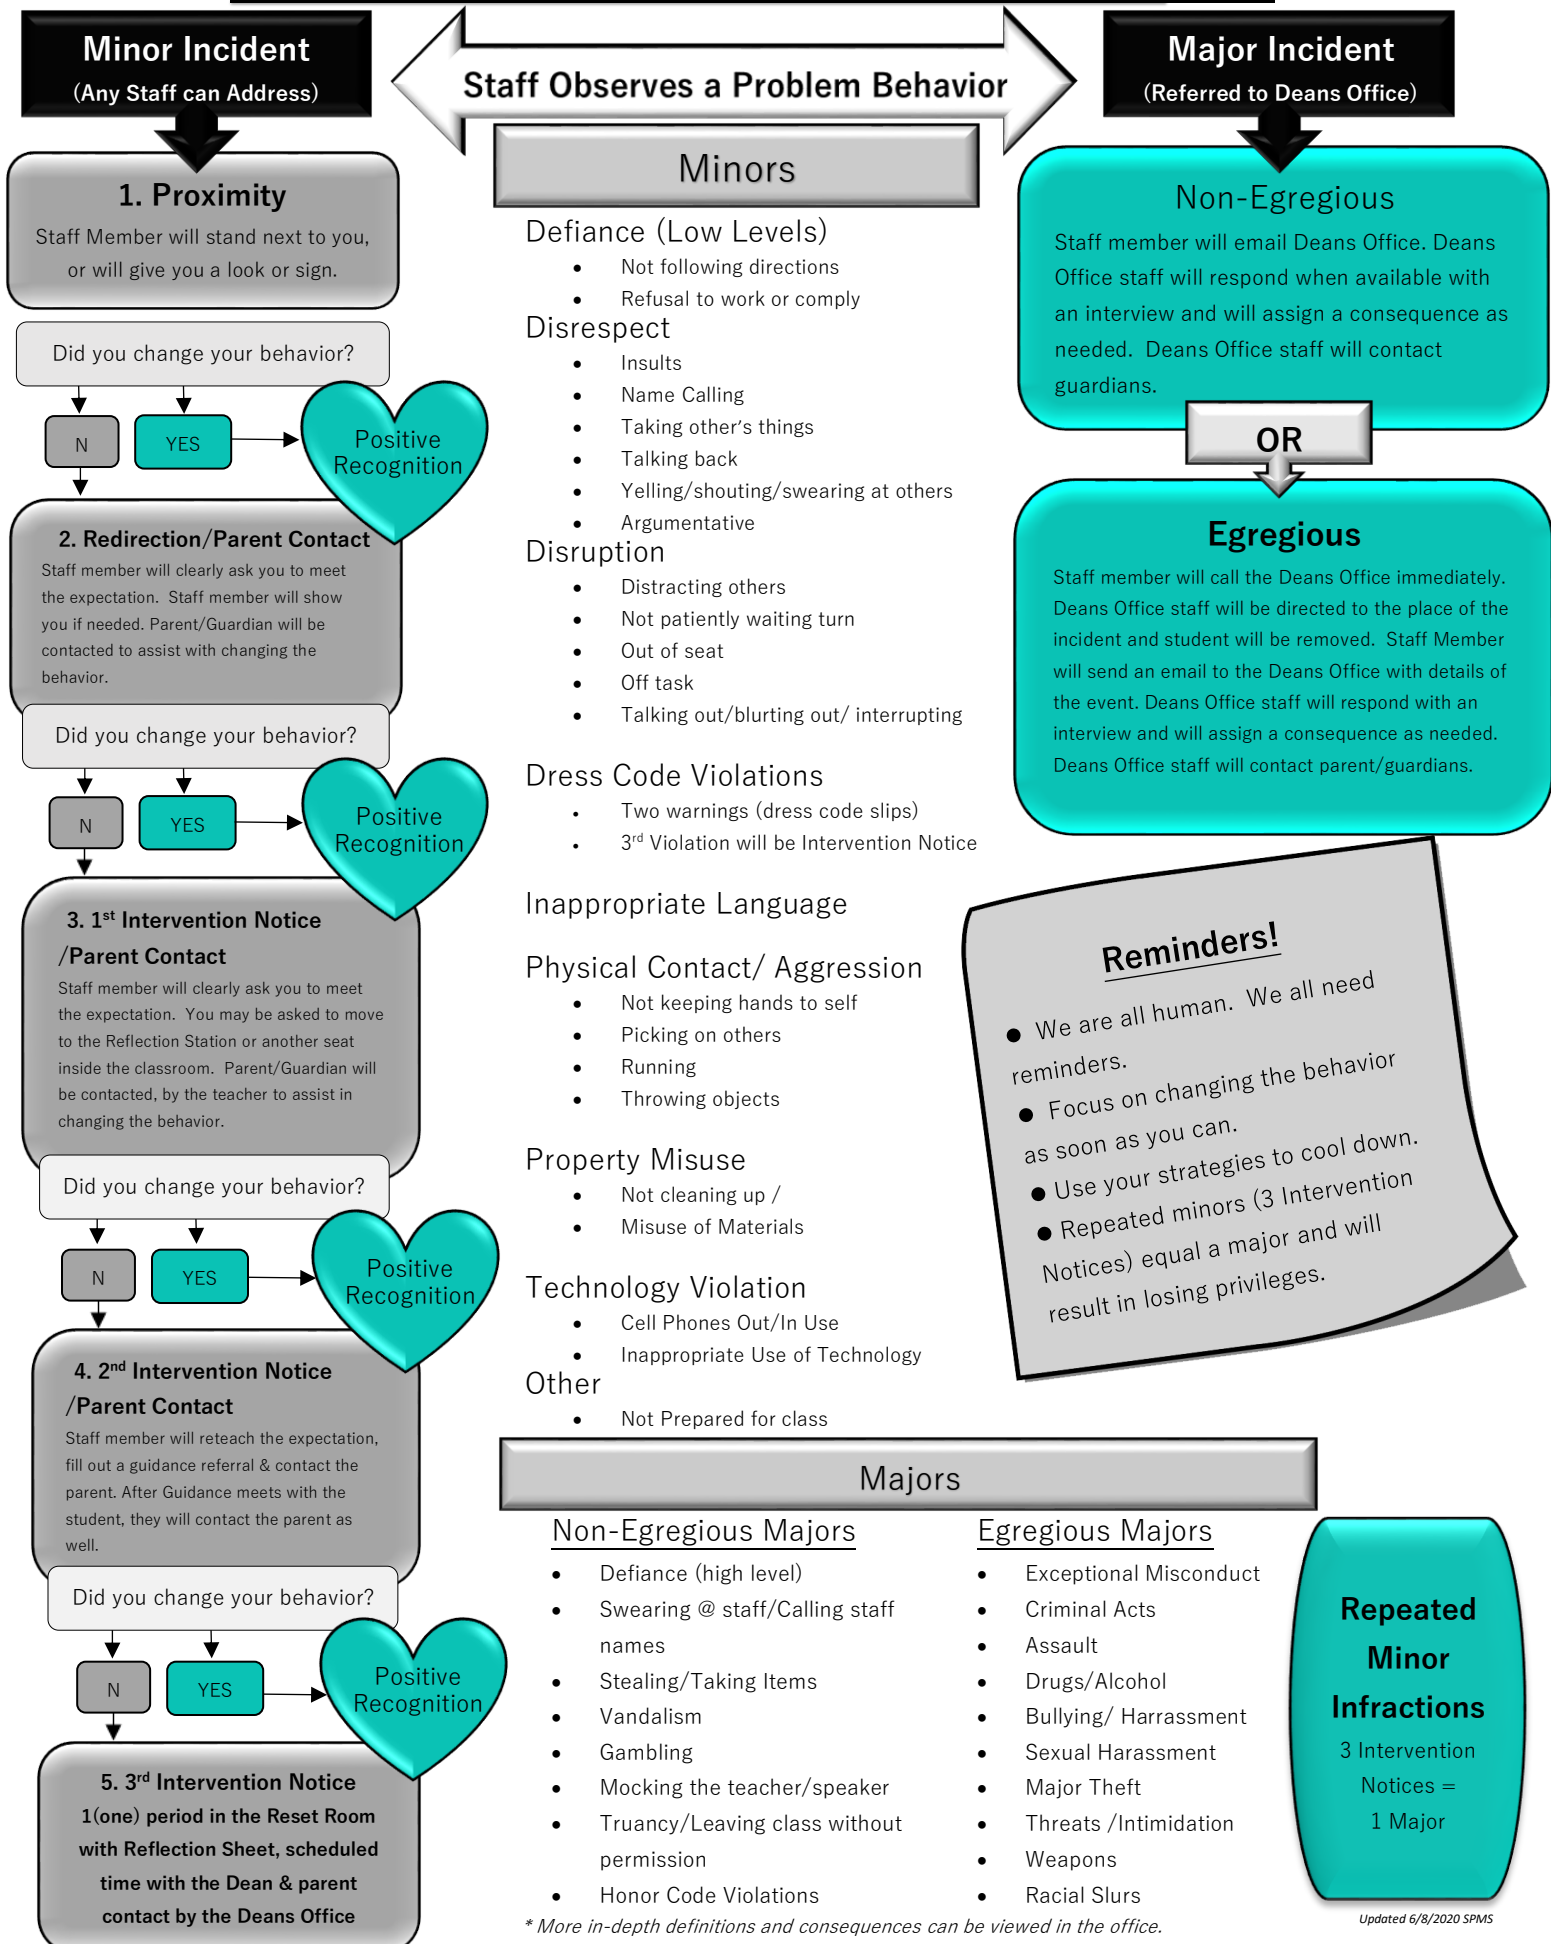 Minor Incident
(Any Staff can Address)
Staff Observes a Problem Behavior
Major Incident
(Referred to Deans Office)
1. Proximity
Staff Member will stand next to you,
or will give you a look or sign.
Did you change your behavior?
N
YES
Positive
Recognition
2. Redirection/Parent Contact
Staff member will clearly ask you to meet
the expectation.  Staff member will show
you if needed. Parent/Guardian will be
contacted to assist with changing the
behavior.
Did you change your behavior?
N
YES
Positive
Recognition
3. 1st Intervention Notice
/Parent Contact
Staff member will clearly ask you to meet
the expectation.  You may be asked to move
to the Reflection Station or another seat
inside the classroom.  Parent/Guardian will
be contacted, by the teacher to assist in
changing the behavior.
Did you change your behavior?
N
YES
Positive
Recognition
4. 2nd Intervention Notice
/Parent Contact
Staff member will reteach the expectation,
fill out a guidance referral & contact the
parent. After Guidance meets with the
student, they will contact the parent as
well.
Did you change your behavior?
N
YES
Positive
Recognition
5. 3rd Intervention Notice
1(one) period in the Reset Room
with Reflection Sheet, scheduled
time with the Dean & parent
contact by the Deans Office
Minors
Defiance (Low Levels)
• Not following directions
• Refusal to work or comply
Disrespect
• Insults
• Name Calling
• Taking other's things
• Talking back
• Yelling/shouting/swearing at others
• Argumentative
Disruption
• Distracting others
• Not patiently waiting turn
• Out of seat
• Off task
• Talking out/blurting out/ interrupting
Dress Code Violations
• Two warnings (dress code slips)
• 3rd Violation will be Intervention Notice
Inappropriate Language
Physical Contact/ Aggression
• Not keeping hands to self
• Picking on others
• Running
• Throwing objects
Property Misuse
• Not cleaning up /
• Misuse of Materials
Technology Violation
• Cell Phones Out/In Use
• Inappropriate Use of Technology
Other
• Not Prepared for class
Non-Egregious
Staff member will email Deans Office. Deans
Office staff will respond when available with
an interview and will assign a consequence as
needed.  Deans Office staff will contact
guardians.
OR
Egregious
Staff member will call the Deans Office immediately.
Deans Office staff will be directed to the place of the
incident and student will be removed.  Staff Member
will send an email to the Deans Office with details of
the event. Deans Office staff will respond with an
interview and will assign a consequence as needed.
Deans Office staff will contact parent/guardians.
Reminders!
● We are all human.  We all need
reminders.
● Focus on changing the behavior
as soon as you can.
● Use your strategies to cool down.
● Repeated minors (3 Intervention
Notices) equal a major and will
result in losing privileges.
Majors
Non-Egregious Majors
• Defiance (high level)
• Swearing @ staff/Calling staff
names
• Stealing/Taking Items
• Vandalism
• Gambling
• Mocking the teacher/speaker
• Truancy/Leaving class without
permission
• Honor Code Violations
Egregious Majors
• Exceptional Misconduct
• Criminal Acts
• Assault
• Drugs/Alcohol
• Bullying/ Harrassment
• Sexual Harassment
• Major Theft
• Threats /Intimidation
• Weapons
• Racial Slurs
Repeated
Minor
Infractions
3 Intervention
Notices =
1 Major
* More in-depth definitions and consequences can be viewed in the office.
Updated 6/8/2020 SPMS